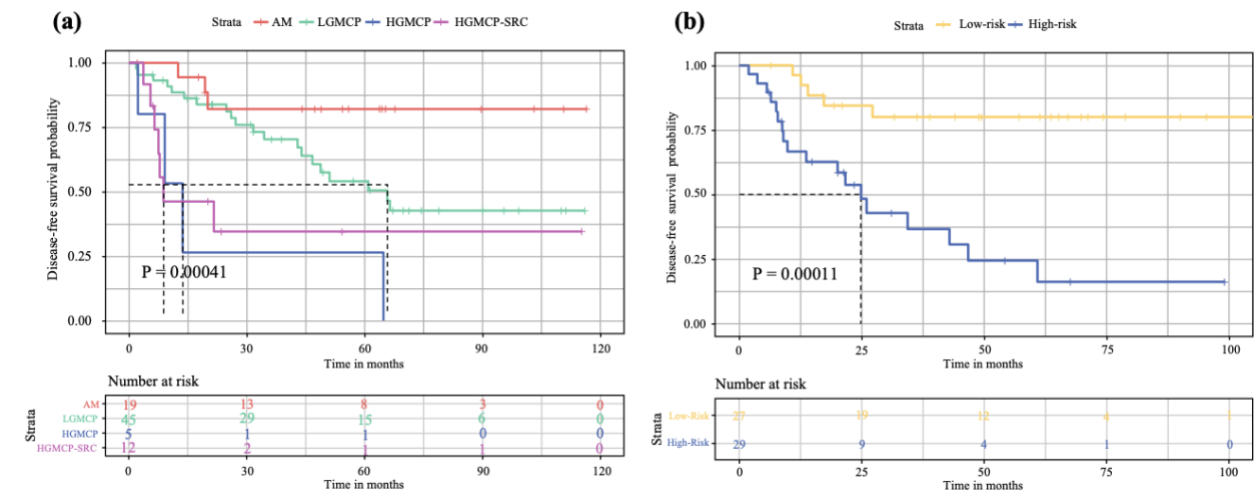 (a)
Strata AM LGMCP HGMCP HGMCP-SRC
Disease-free survival probability
1.00
0.75
0.50
0.25
0.00
P = 0.00041
0 30 60 90 120
Time in months
Number at risk
Strata
AM 19 13 8 3 0
LGMCP 45 29 15 6 0
HGMCP 5 1 1 0 0
HGMCP-SRC 12 2 1 1 0
0 30 60 90 120
Time in months
(b)
Strata Low-risk High-risk
Disease-free survival probability
1.00
0.75
0.50
0.25
0.00
P = 0.00011
0 25 50 75 100
Time in months
Number at risk
Strata
Low-Risk 27 19 12 4 1
High-Risk 29 9 4 1 0
0 25 50 75 100
Time in months